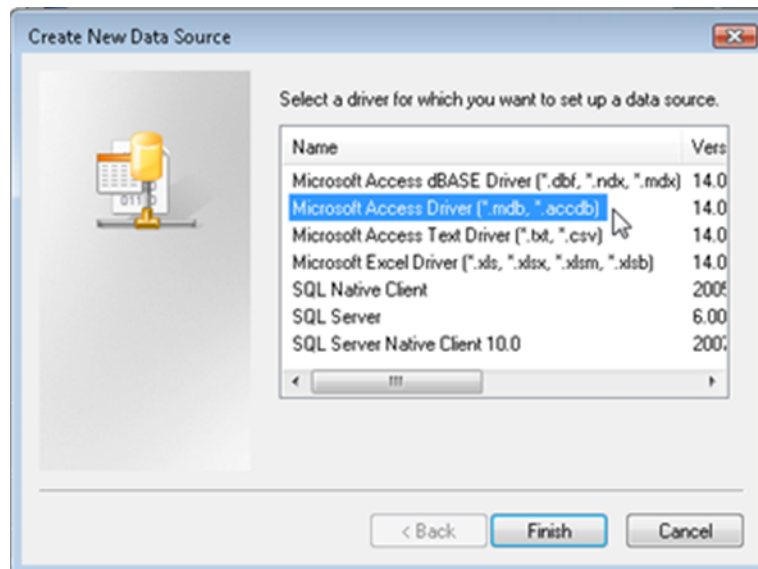 Create New Data Source
Select a driver for which you want to set up a data source.
Name Vers
Microsoft Access dBASE Driver (*.dbf, *.ndx, *.mdx) 14.0
Microsoft Access Driver (*.mdb, *.accdb) 14.0
Microsoft Access Text Driver (*.txt, *.csv) 14.0
Microsoft Excel Driver (*.xls, *.xlsx, *.xlsm, *.xlsb) 14.0
SQL Native Client 2005
SQL Server 6.00
SQL Server Native Client 10.0 2007
< Back Finish Cancel